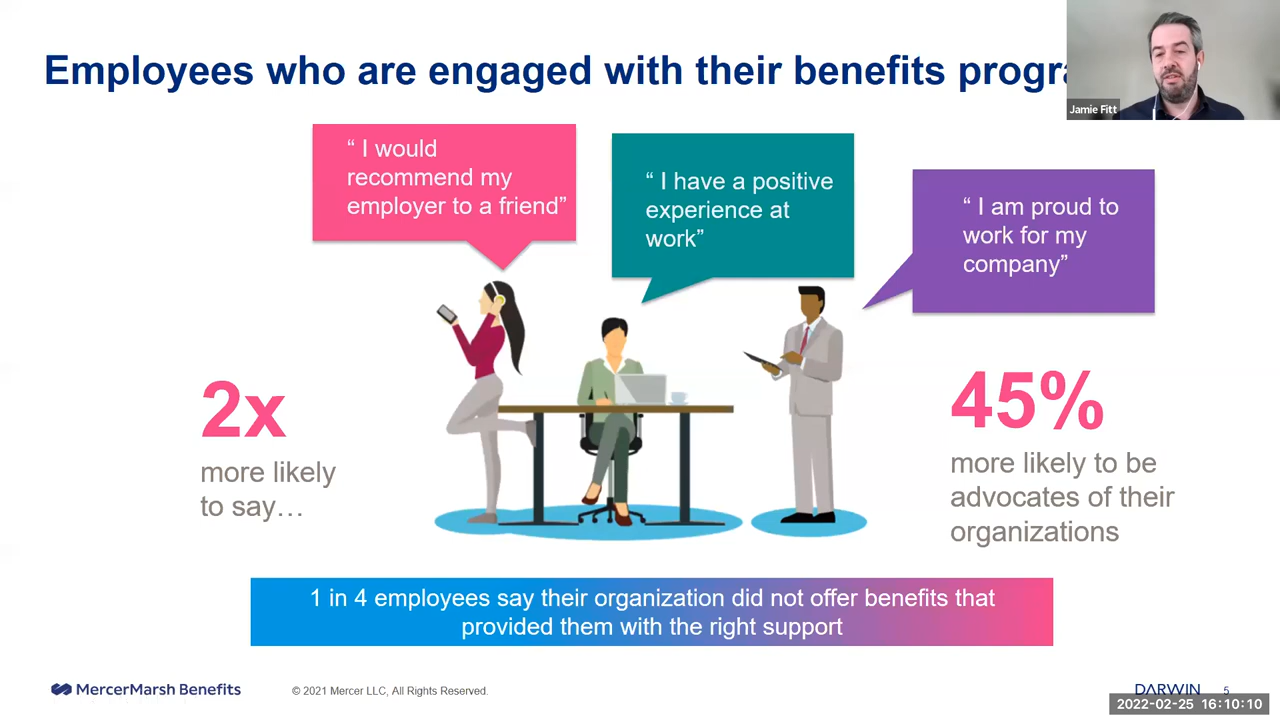 Employees who are engaged with their benefits
Jamie Fitt
“ I would
recommend my
employer to a friend”
“ I have a positive
experience at
work”
“ I am proud to
work for my
company”
2x
more likely
to say…
45%
more likely to be
advocates of their
organizations
1 in 4 employees say their organization did not offer benefits that
provided them with the right support
MercerMarsh Benefits
© 2021 Mercer LLC, All Rights Reserved.
DARWIN
5
2022-02-25 16:10:10